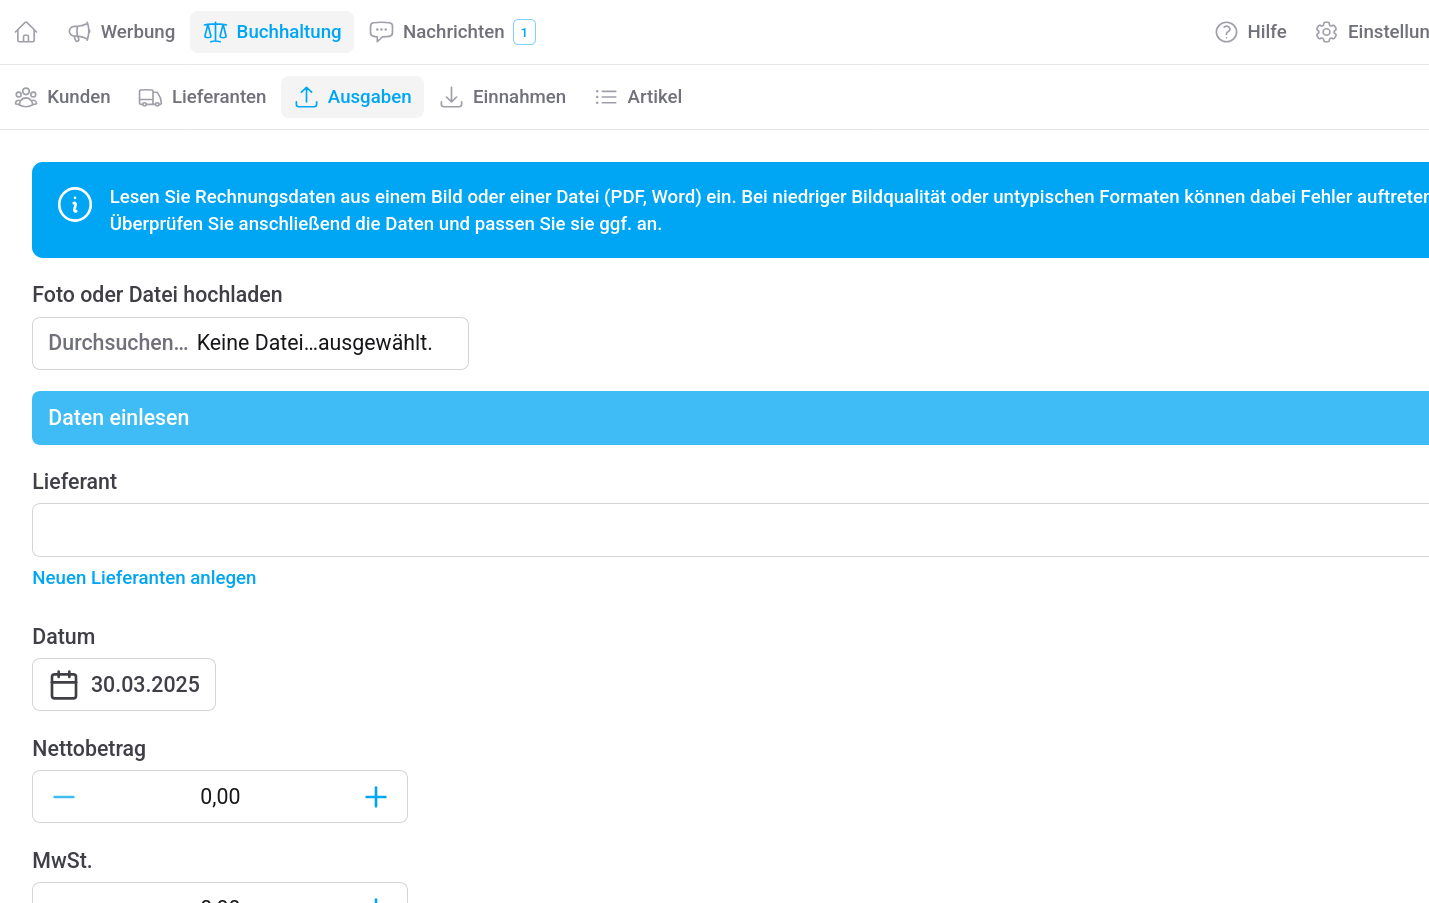 Werbung
Buchhaltung
Nachrichten 1
Hilfe
Einstellun
Kunden
Lieferanten
Ausgaben
Einnahmen
Artikel
Lesen Sie Rechnungsdaten aus einem Bild oder einer Datei (PDF, Word) ein. Bei niedriger Bildqualität oder untypischen Formaten können dabei Fehler auftreten
Überprüfen Sie anschließend die Daten und passen Sie sie ggf. an.
Foto oder Datei hochladen
Durchsuchen… Keine Datei…ausgewählt.
Daten einlesen
Lieferant
Neuen Lieferanten anlegen
Datum
30.03.2025
Nettobetrag
0,00
MwSt.